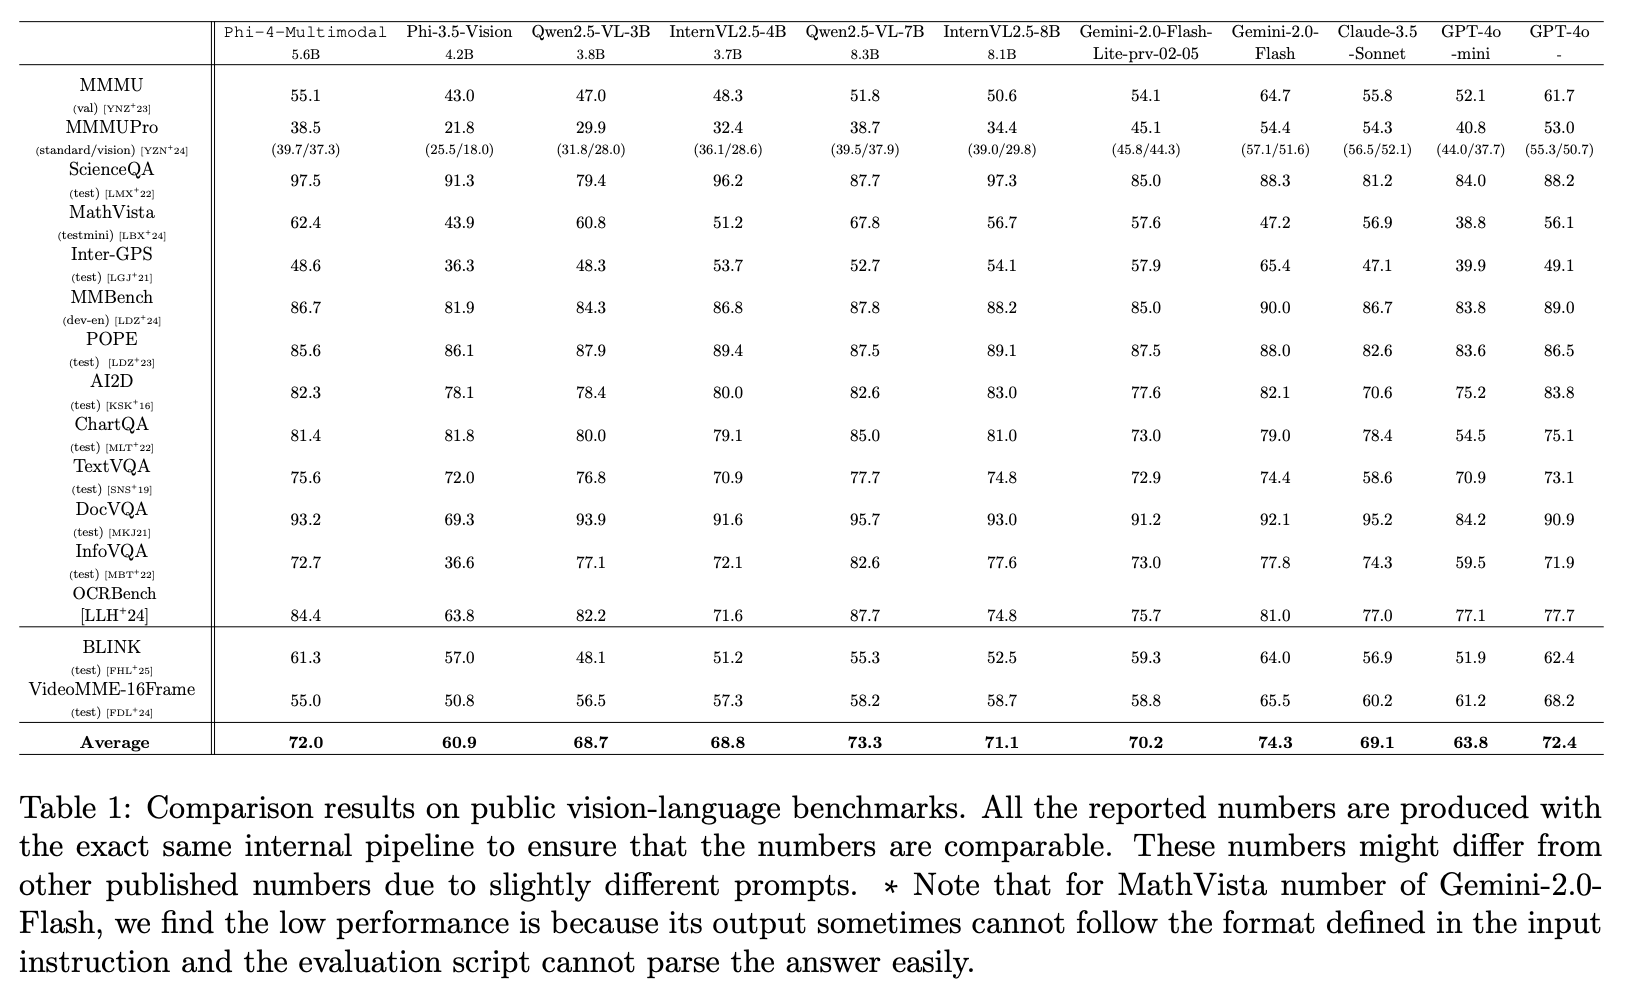 Phi-4-Multimodal Phi-3.5-Vision Qwen2.5-VL-3B InternVL2.5-4B Qwen2.5-VL-7B InternVL2.5-8B Gemini-2.0-Flash- Gemini-2.0- Claude-3.5 GPT-4o GPT-4o
5.6B 4.2B 3.8B 3.7B 8.3B 8.1B Lite-prv-02-05 Flash -Sonnet -mini -
MMMU
(val) [YNZ+23] 55.1 43.0 47.0 48.3 51.8 50.6 54.1 64.7 55.8 52.1 61.7
MMMUPro 38.5 21.8 29.9 32.4 38.7 34.4 45.1 54.4 54.3 40.8 53.0
(standard/vision) [YZN+24] (39.7/37.3) (25.5/18.0) (31.8/28.0) (36.1/28.6) (39.5/37.9) (39.0/29.8) (45.8/44.3) (57.1/51.6) (56.5/52.1) (44.0/37.7) (55.3/50.7)
ScienceQA
(test) [LMX+22] 97.5 91.3 79.4 96.2 87.7 97.3 85.0 88.3 81.2 84.0 88.2
MathVista
(testmini) [LBX+24] 62.4 43.9 60.8 51.2 67.8 56.7 57.6 47.2 56.9 38.8 56.1
Inter-GPS
(test) [LGJ+21] 48.6 36.3 48.3 53.7 52.7 54.1 57.9 65.4 47.1 39.9 49.1
MMBench
(dev-en) [LDZ+24] 86.7 81.9 84.3 86.8 87.8 88.2 85.0 90.0 86.7 83.8 89.0
POPE
(test) [LDZ+23] 85.6 86.1 87.9 89.4 87.5 89.1 87.5 88.0 82.6 83.6 86.5
AI2D
(test) [KSK+16] 82.3 78.1 78.4 80.0 82.6 83.0 77.6 82.1 70.6 75.2 83.8
ChartQA
(test) [MLT+22] 81.4 81.8 80.0 79.1 85.0 81.0 73.0 79.0 78.4 54.5 75.1
TextVQA
(test) [SNS+19] 75.6 72.0 76.8 70.9 77.7 74.8 72.9 74.4 58.6 70.9 73.1
DocVQA
(test) [MKJ21] 93.2 69.3 93.9 91.6 95.7 93.0 91.2 92.1 95.2 84.2 90.9
InfoVQA
(test) [MBT+22] 72.7 36.6 77.1 72.1 82.6 77.6 73.0 77.8 74.3 59.5 71.9
OCRBench
[LLH+24] 84.4 63.8 82.2 71.6 87.7 74.8 75.7 81.0 77.0 77.1 77.7
BLINK
(test) [FHL+25] 61.3 57.0 48.1 51.2 55.3 52.5 59.3 64.0 56.9 51.9 62.4
VideoMME-16Frame
(test) [FDL+24] 55.0 50.8 56.5 57.3 58.2 58.7 58.8 65.5 60.2 61.2 68.2
Average 72.0 60.9 68.7 68.8 73.3 71.1 70.2 74.3 69.1 63.8 72.4
Table 1: Comparison results on public vision-language benchmarks. All the reported numbers are produced with
the exact same internal pipeline to ensure that the numbers are comparable. These numbers might differ from
other published numbers due to slightly different prompts. * Note that for MathVista number of Gemini-2.0-
Flash, we find the low performance is because its output sometimes cannot follow the format defined in the input
instruction and the evaluation script cannot parse the answer easily.